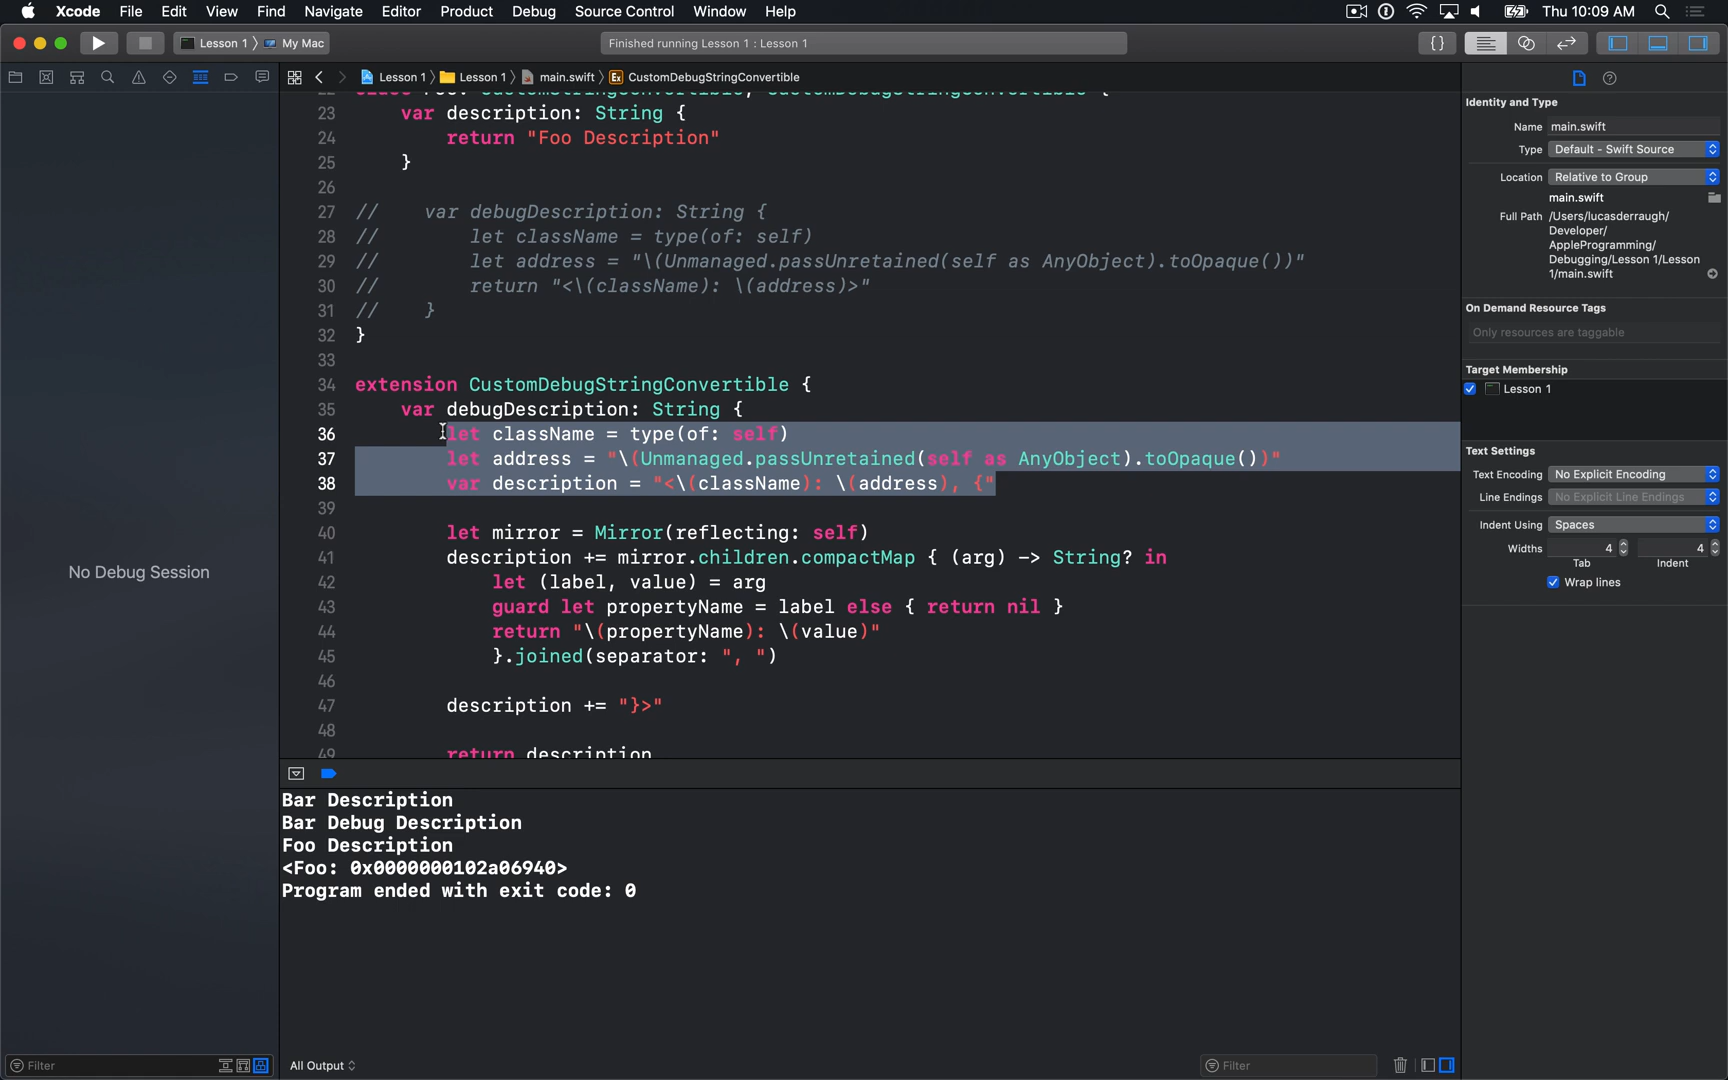 Xcode File Edit View Find Navigate Editor Product Debug Source Control Window Help Thu 10:09 AM
Lesson 1 My Mac Finished running Lesson 1 : Lesson 1
Lesson 1 Lesson 1 main.swift CustomDebugStringConvertible
23 var description: String {
24 return "Foo Description"
25 }
26
27 // var debugDescription: String {
28 // let className = type(of: self)
29 // let address = "\(Unmanaged.passUnretained(self as AnyObject).toOpaque())"
30 // return "<\(className): \(address)>"
31 // }
32 }
33
34 extension CustomDebugStringConvertible {
35 var debugDescription: String {
36 let className = type(of: self)
37 let address = "\(Unmanaged.passUnretained(self as AnyObject).toOpaque())"
38 var description = "<\(className): \(address), {"
39
40 let mirror = Mirror(reflecting: self)
41 description += mirror.children.compactMap { (arg) -> String? in
42 let (label, value) = arg
43 guard let propertyName = label else { return nil }
44 return "\(propertyName): \(value)"
45 }.joined(separator: ", ")
46
47 description += "}>"
48
49 return description
No Debug Session
Bar Description
Bar Debug Description
Foo Description
<Foo: 0x0000000102a06940>
Program ended with exit code: 0
Filter
All Output
Filter
Identity and Type
Name main.swift
Type Default - Swift Source
Location Relative to Group
main.swift
Full Path /Users/lucasderraugh/
Developer/
AppleProgramming/
Debugging/Lesson 1/Lesson
1/main.swift
On Demand Resource Tags
Only resources are taggable
Target Membership
Lesson 1
Text Settings
Text Encoding No Explicit Encoding
Line Endings No Explicit Line Endings
Indent Using Spaces
Widths 4 4
Tab Indent
Wrap lines